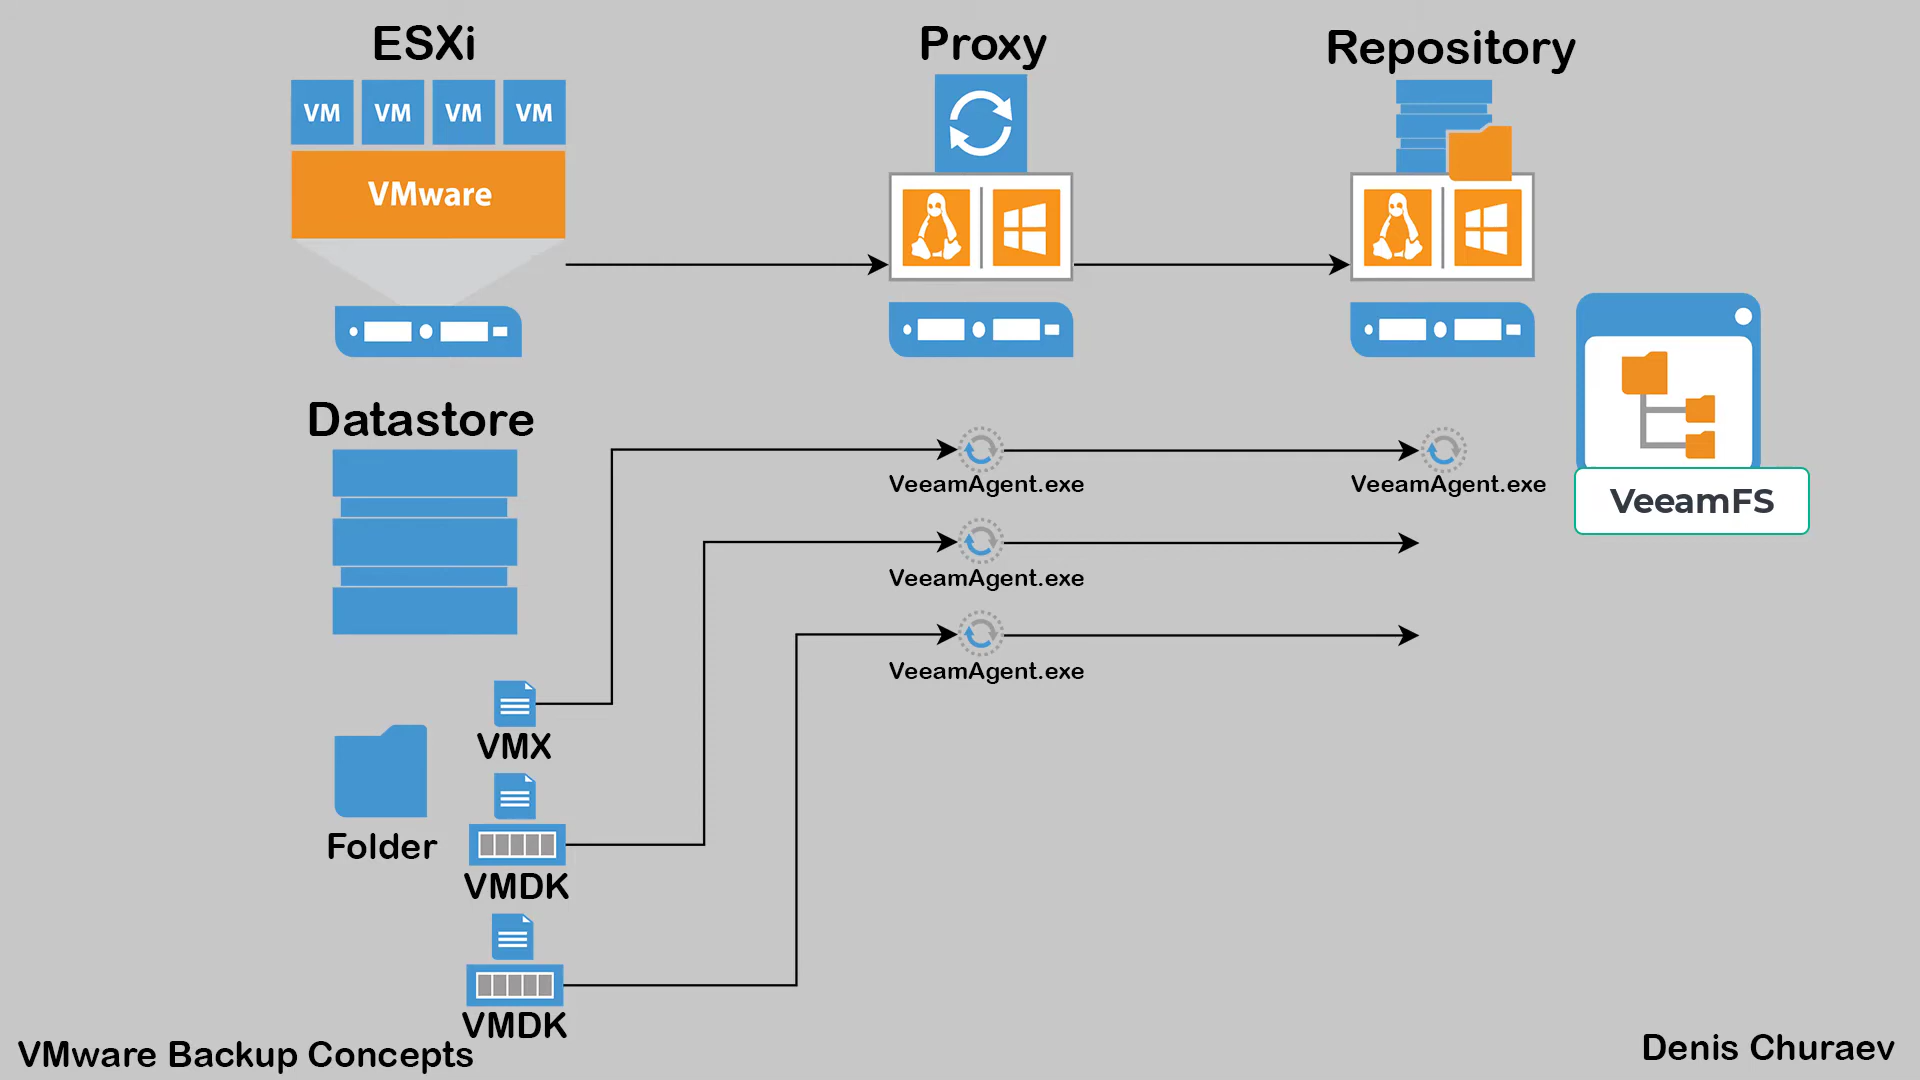 ESXi
Proxy
Repository
VM VM VM VM
VMware
Datastore
VeeamAgent.exe
VeeamAgent.exe
VeeamFS
VeeamAgent.exe
VeeamAgent.exe
VMX
Folder
VMDK
VMDK
VMware Backup Concepts
Denis Churaev